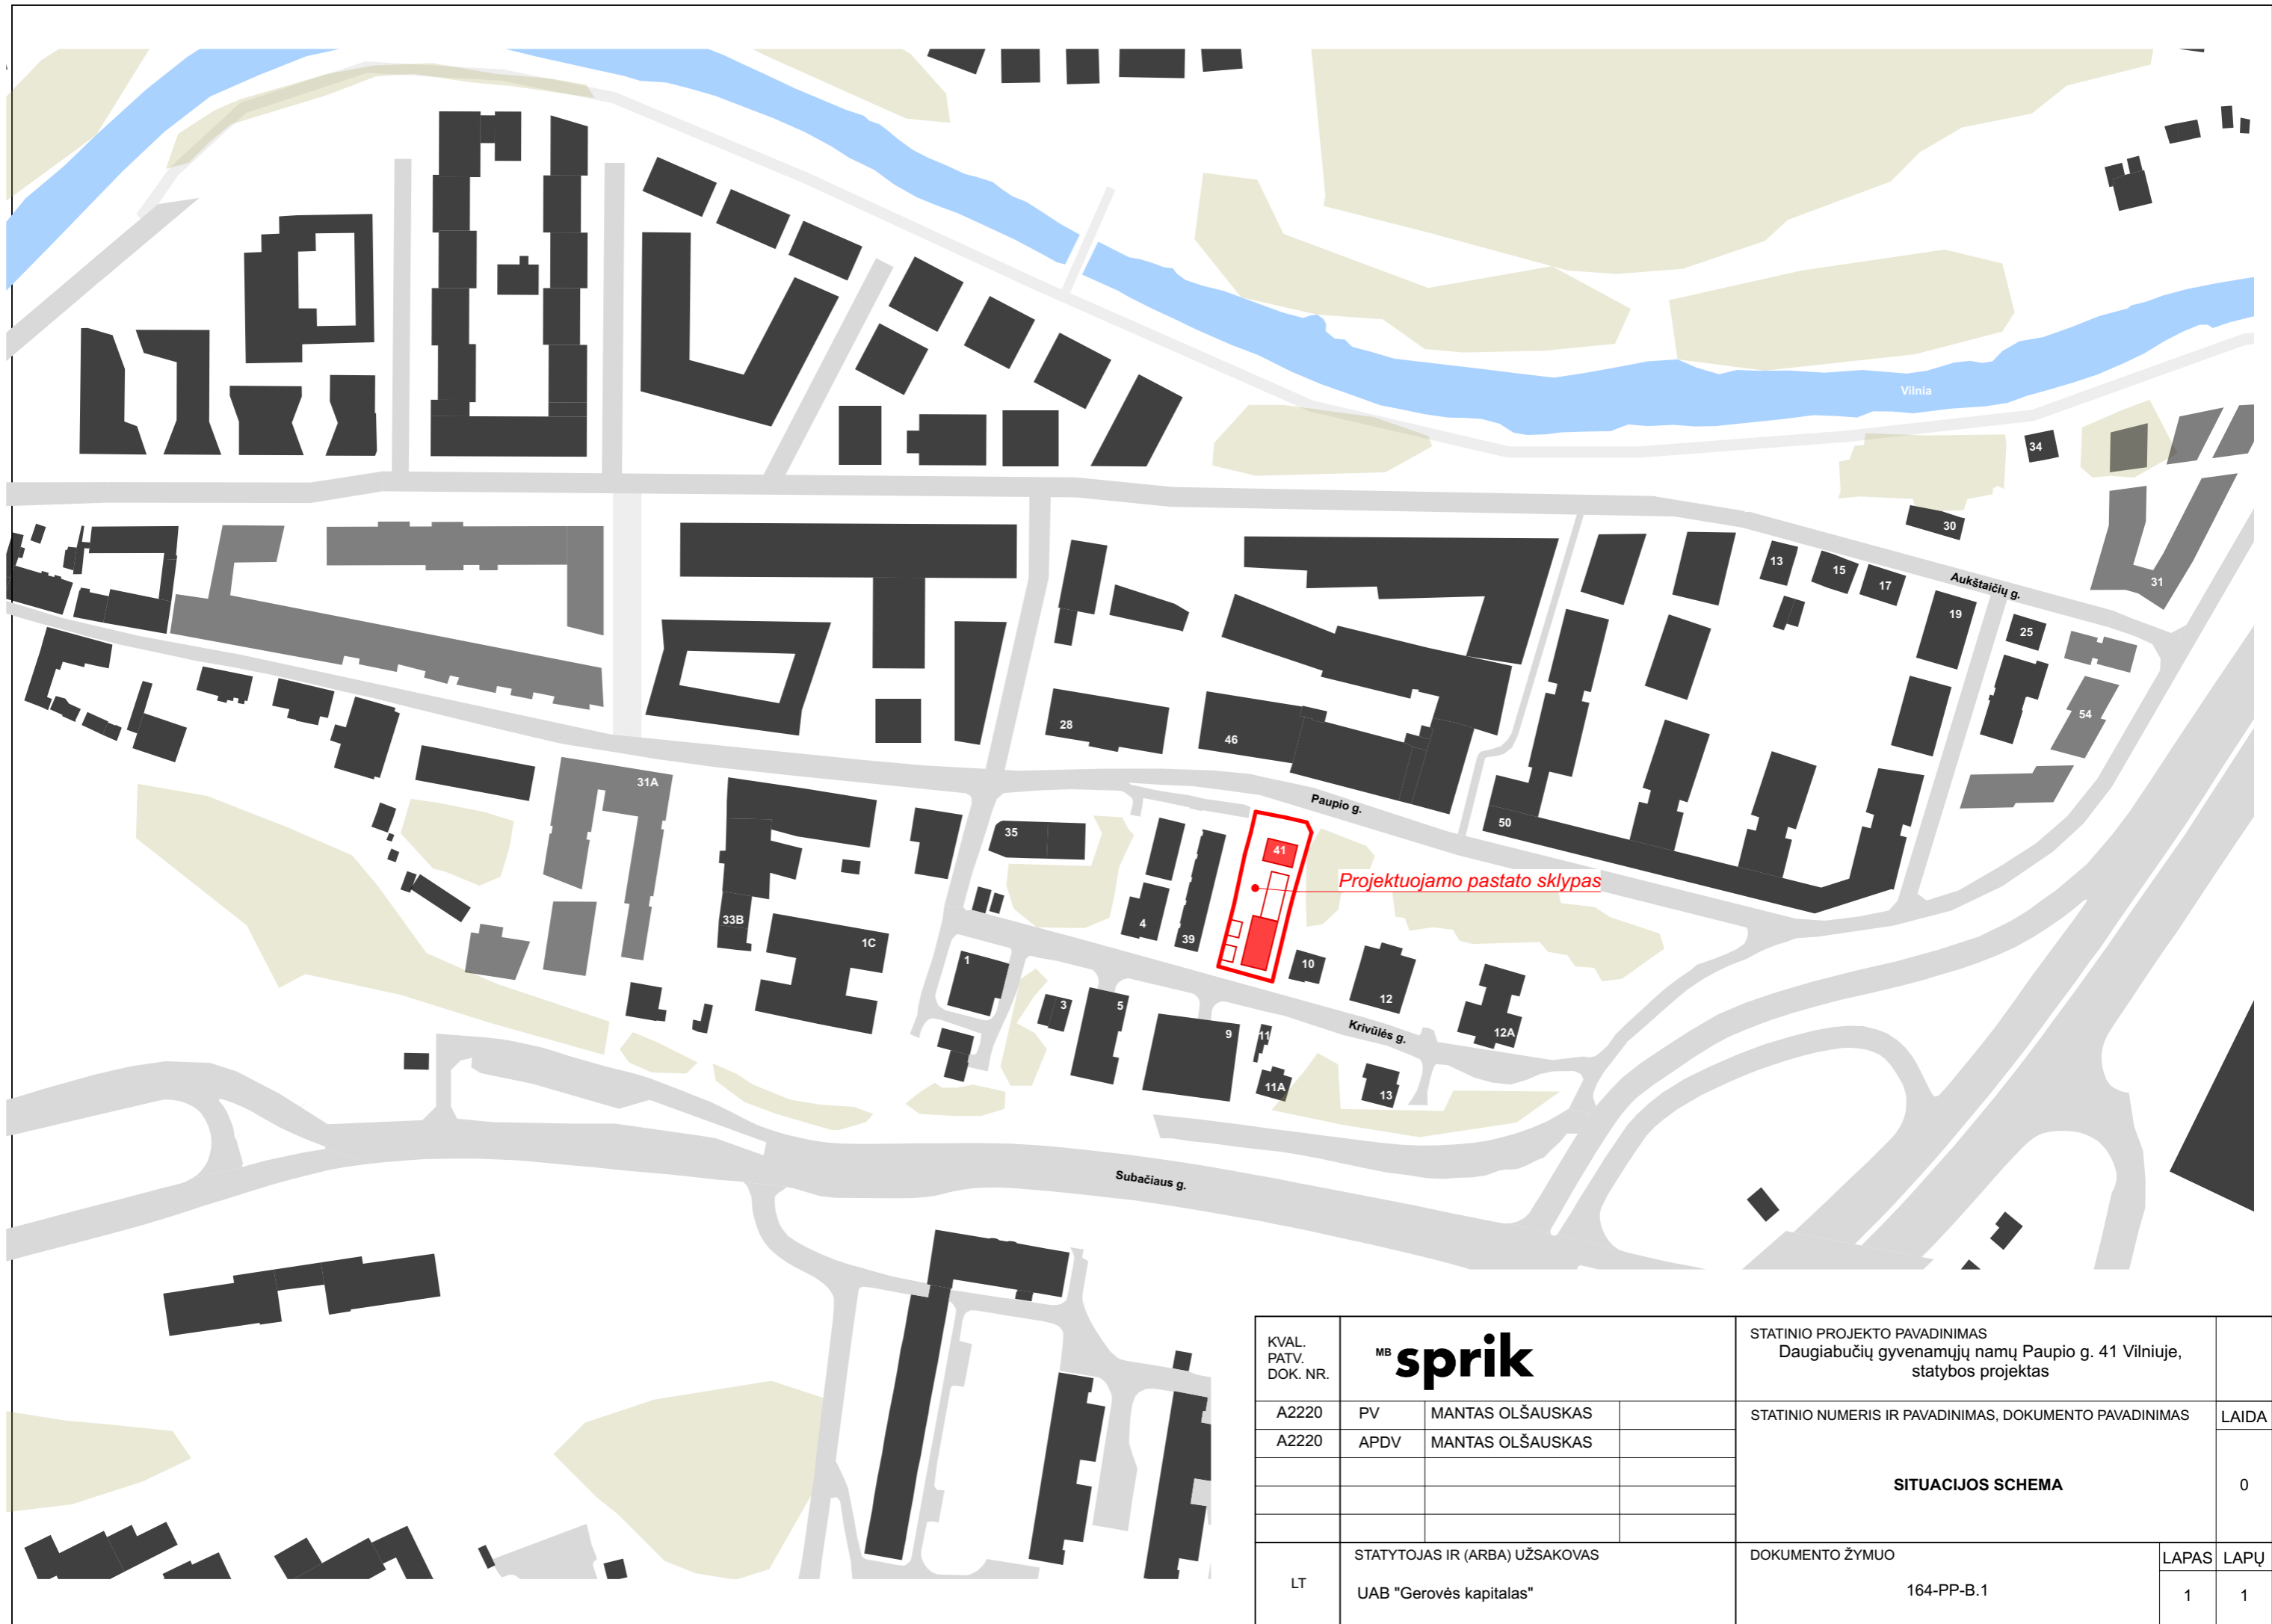 Vilnia
34
30
13
15
17
Aukštaičių g.
31
19
25
54
28
46
31A
Paupio g.
50
35
41
Projektuojamo pastato sklypas
33B
4
39
1C
1
10
12
3
5
9
11
Krivūlės g.
12A
11A
13
Subačiaus g.
KVAL.
PATV.
DOK. NR.
MB sprik
STATINIO PROJEKTO PAVADINIMAS
Daugiabučių gyvenamųjų namų Paupio g. 41 Vilniuje,
statybos projektas
A2220 PV MANTAS OLŠAUSKAS
A2220 APDV MANTAS OLŠAUSKAS
STATINIO NUMERIS IR PAVADINIMAS, DOKUMENTO PAVADINIMAS
LAIDA
SITUACIJOS SCHEMA
0
LT
STATYTOJAS IR (ARBA) UŽSAKOVAS
UAB "Gerovės kapitalas"
DOKUMENTO ŽYMUO
164-PP-B.1
LAPAS LAPŲ
1 1